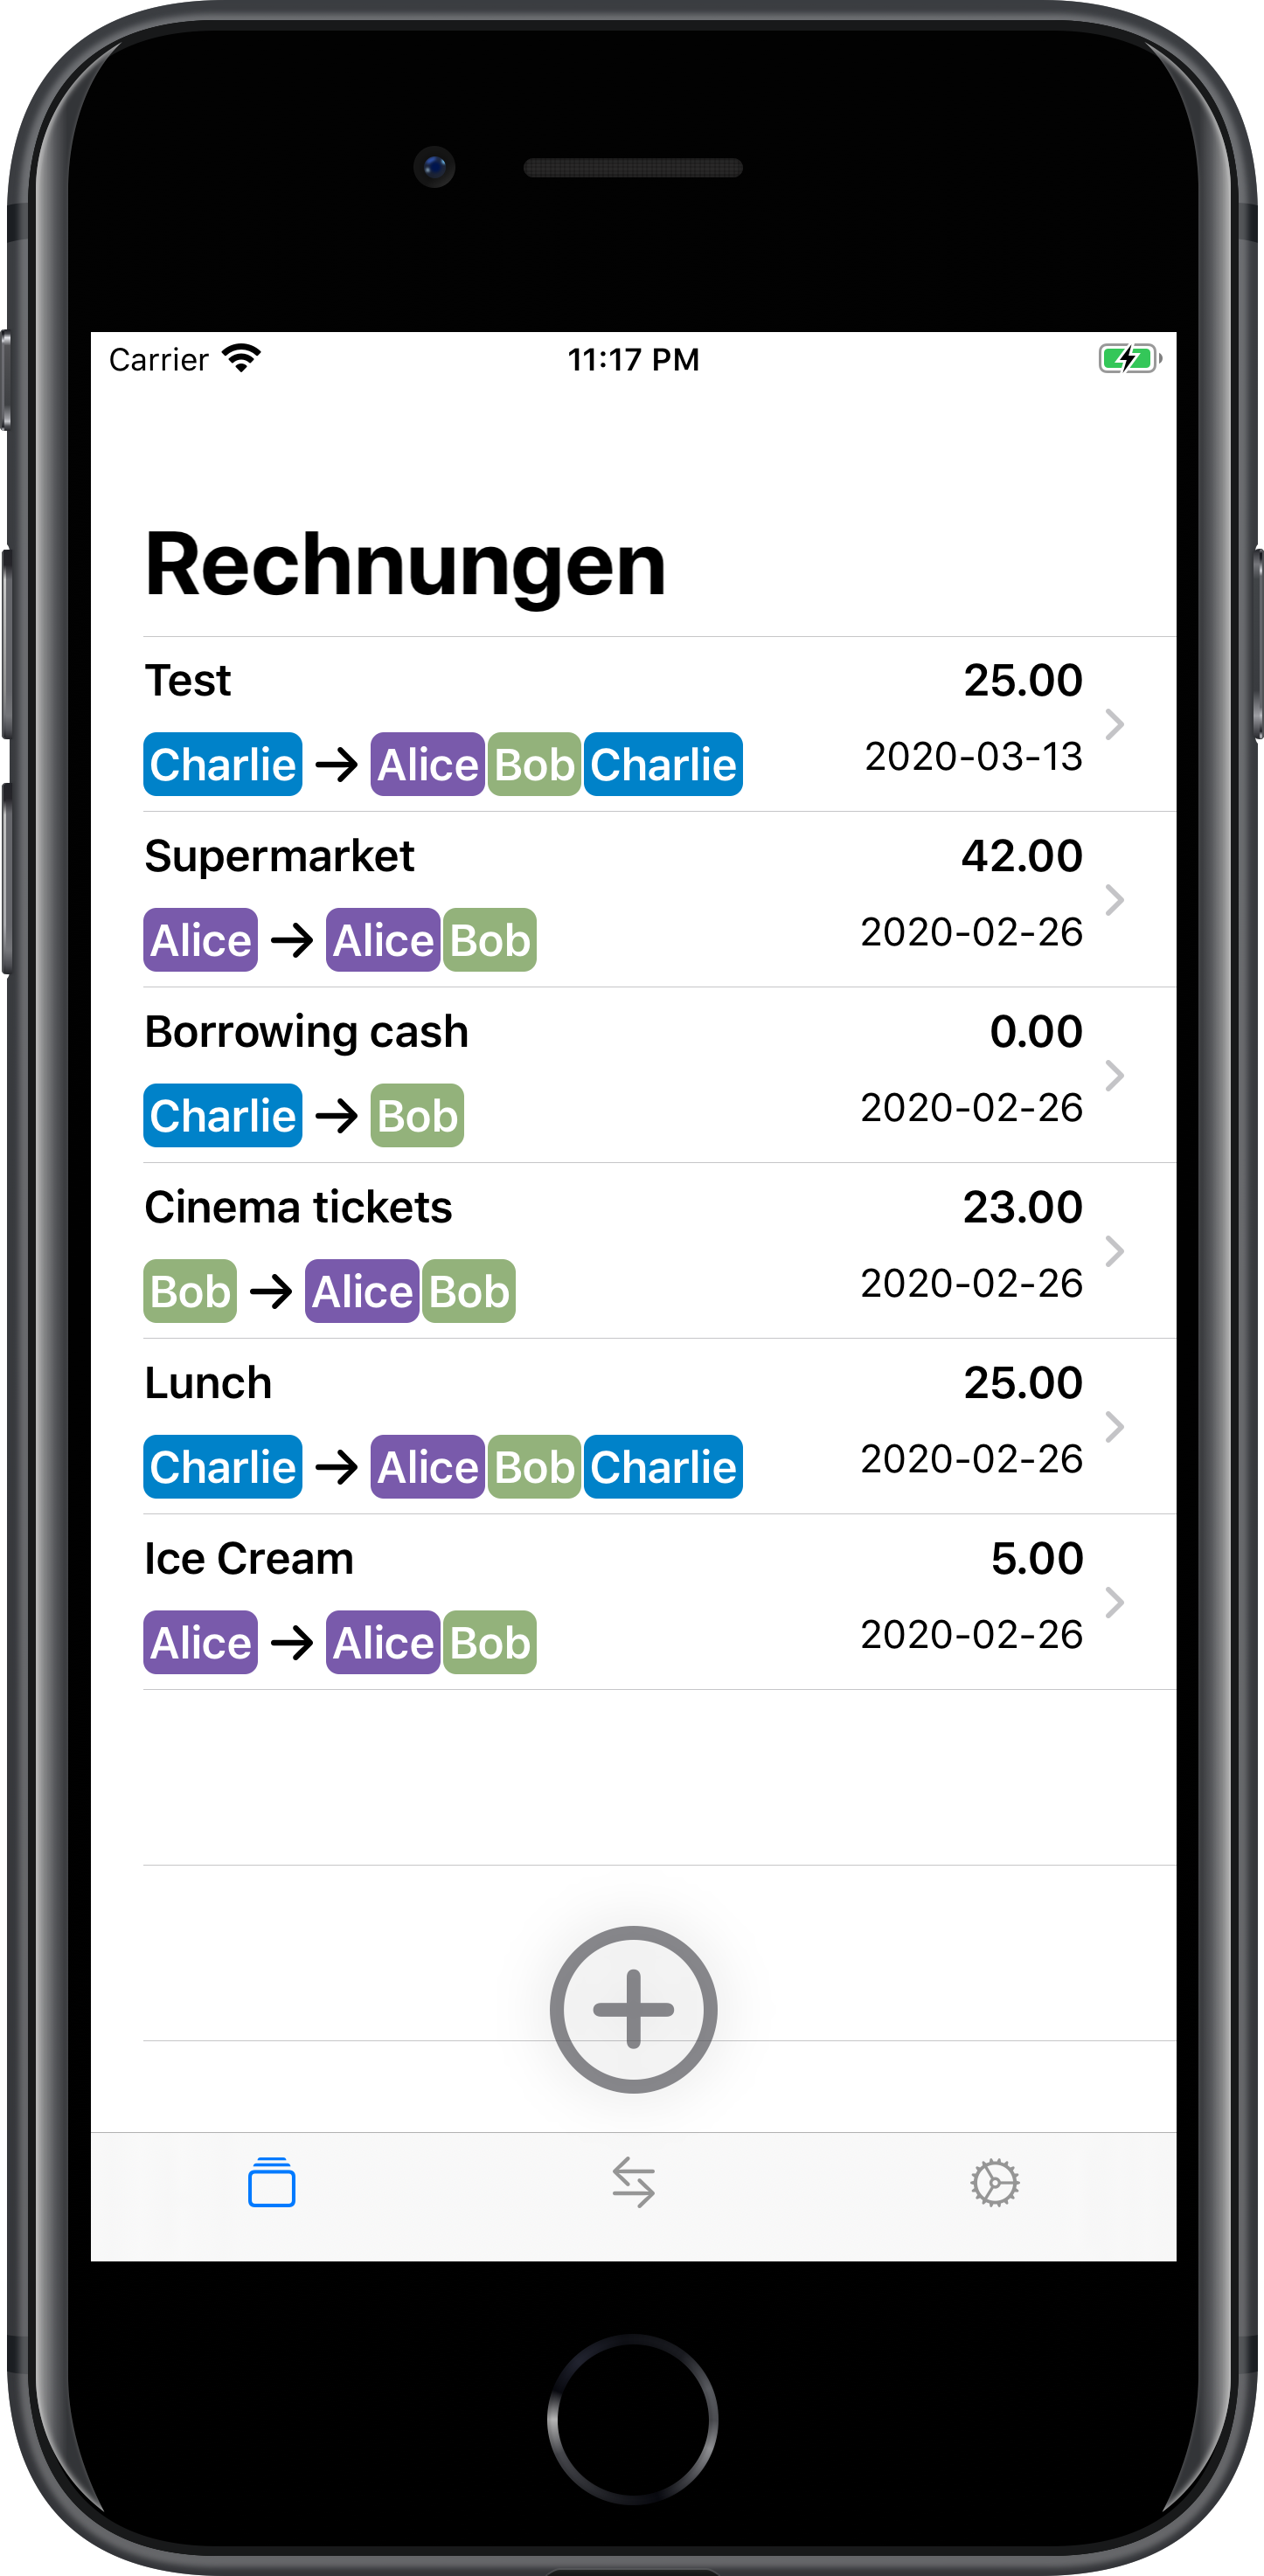 Carrier 11:17 PM
Rechnungen
Test 25.00
Charlie → Alice Bob Charlie 2020-03-13
Supermarket 42.00
Alice → Alice Bob 2020-02-26
Borrowing cash 0.00
Charlie → Bob 2020-02-26
Cinema tickets 23.00
Bob → Alice Bob 2020-02-26
Lunch 25.00
Charlie → Alice Bob Charlie 2020-02-26
Ice Cream 5.00
Alice → Alice Bob 2020-02-26